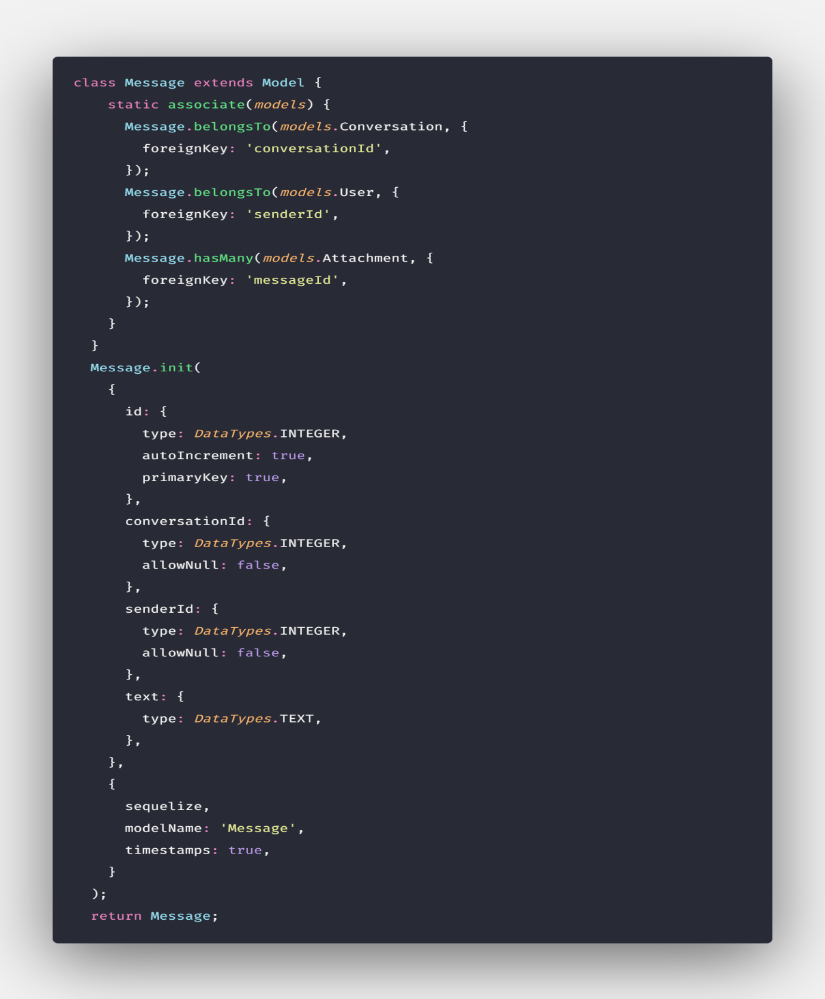 class Message extends Model {
    static associate(models) {
      Message.belongsTo(models.Conversation, {
        foreignKey: 'conversationId',
      });
      Message.belongsTo(models.User, {
        foreignKey: 'senderId',
      });
      Message.hasMany(models.Attachment, {
        foreignKey: 'messageId',
      });
    }
  }
  Message.init(
    {
      id: {
        type: DataTypes.INTEGER,
        autoIncrement: true,
        primaryKey: true,
      },
      conversationId: {
        type: DataTypes.INTEGER,
        allowNull: false,
      },
      senderId: {
        type: DataTypes.INTEGER,
        allowNull: false,
      },
      text: {
        type: DataTypes.TEXT,
      },
    },
    {
      sequelize,
      modelName: 'Message',
      timestamps: true,
    }
  );
  return Message;